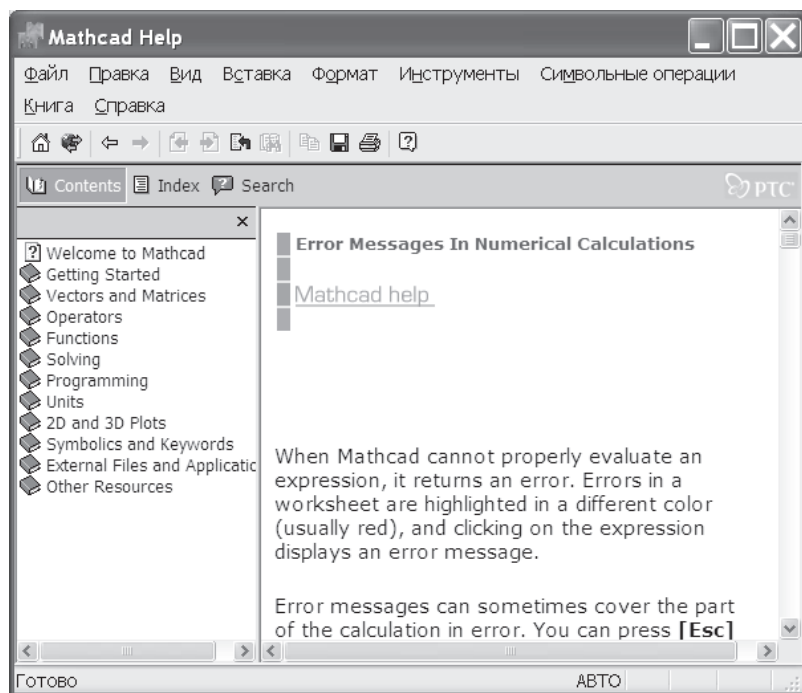 Mathcad Help
Файл Правка Вид Вставка Формат Инструменты Символьные операции
Книга Справка
Contents Index Search
PTC
Welcome to Mathcad
Getting Started
Vectors and Matrices
Operators
Functions
Solving
Programming
Units
2D and 3D Plots
Symbolics and Keywords
External Files and Applicatic
Other Resources
Error Messages In Numerical Calculations
Mathcad help
When Mathcad cannot properly evaluate an
expression, it returns an error. Errors in a
worksheet are highlighted in a different color
(usually red), and clicking on the expression
displays an error message.
Error messages can sometimes cover the part
of the calculation in error. You can press [Esc]
Готово АВТО